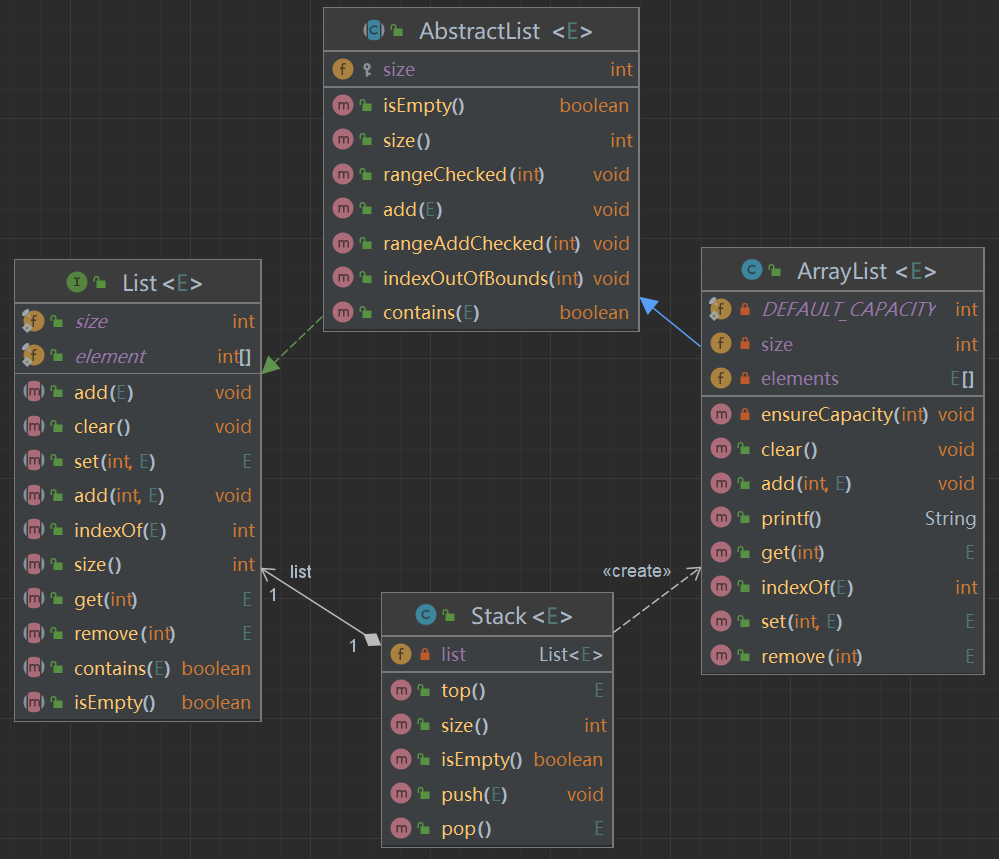 AbstractList <E>
size int
isEmpty() boolean
size() int
rangeChecked(int) void
add(E) void
rangeAddChecked(int) void
indexOutOfBounds(int) void
contains(E) boolean
List<E>
size int
element int[]
add(E) void
clear() void
set(int, E) E
add(int, E) void
indexOf(E) int
size() int
get(int) E
remove(int) E
contains(E) boolean
isEmpty() boolean
ArrayList <E>
DEFAULT_CAPACITY int
size int
elements E[]
ensureCapacity(int) void
clear() void
add(int, E) void
printf() String
get(int) E
indexOf(E) int
set(int, E) E
remove(int) E
list
1
1
«create»
Stack <E>
list List<E>
top() E
size() int
isEmpty() boolean
push(E) void
pop() E